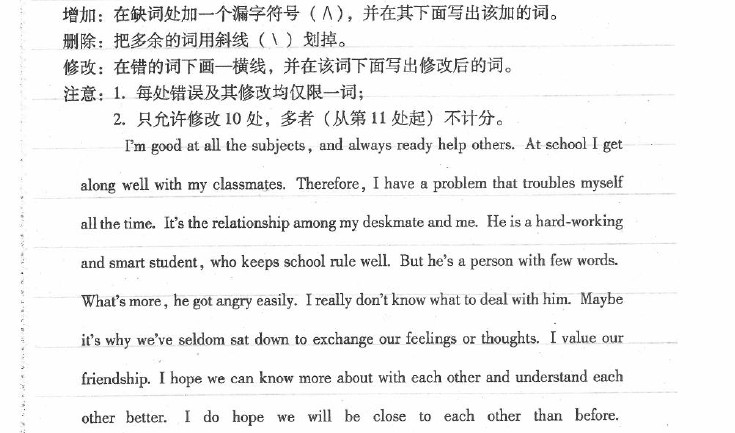 增加：在缺词处加一个漏字符号（∧），并在其下面写出该加的词。
删除：把多余的词用斜线（\）划掉。
修改：在错的词下画一横线，并在该词下面写出修改后的词。
注意：1. 每处错误及其修改均仅限一词；
2. 只允许修改 10 处，多者（从第 11 处起）不计分。
I'm good at all the subjects, and always ready help others. At school I get
along well with my classmates. Therefore, I have a problem that troubles myself
all the time. It's the relationship among my deskmate and me. He is a hard-working
and smart student, who keeps school rule well. But he's a person with few words.
What's more, he got angry easily. I really don't know what to deal with him. Maybe
it's why we've seldom sat down to exchange our feelings or thoughts. I value our
friendship. I hope we can know more about with each other and understand each
other better. I do hope we will be close to each other than before.